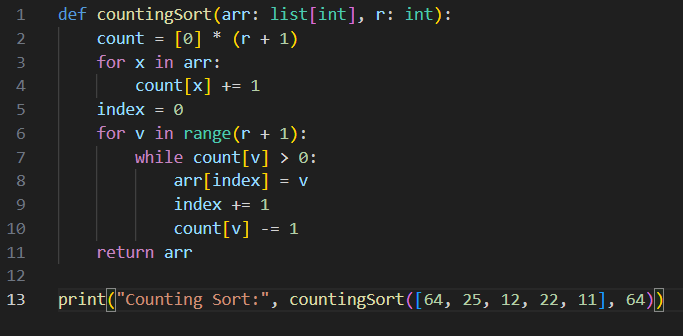 1 def countingSort(arr: list[int], r: int):
2     count = [0] * (r + 1)
3     for x in arr:
4         count[x] += 1
5     index = 0
6     for v in range(r + 1):
7         while count[v] > 0:
8             arr[index] = v
9             index += 1
10             count[v] -= 1
11     return arr
12
13 print("Counting Sort:", countingSort([64, 25, 12, 22, 11], 64))